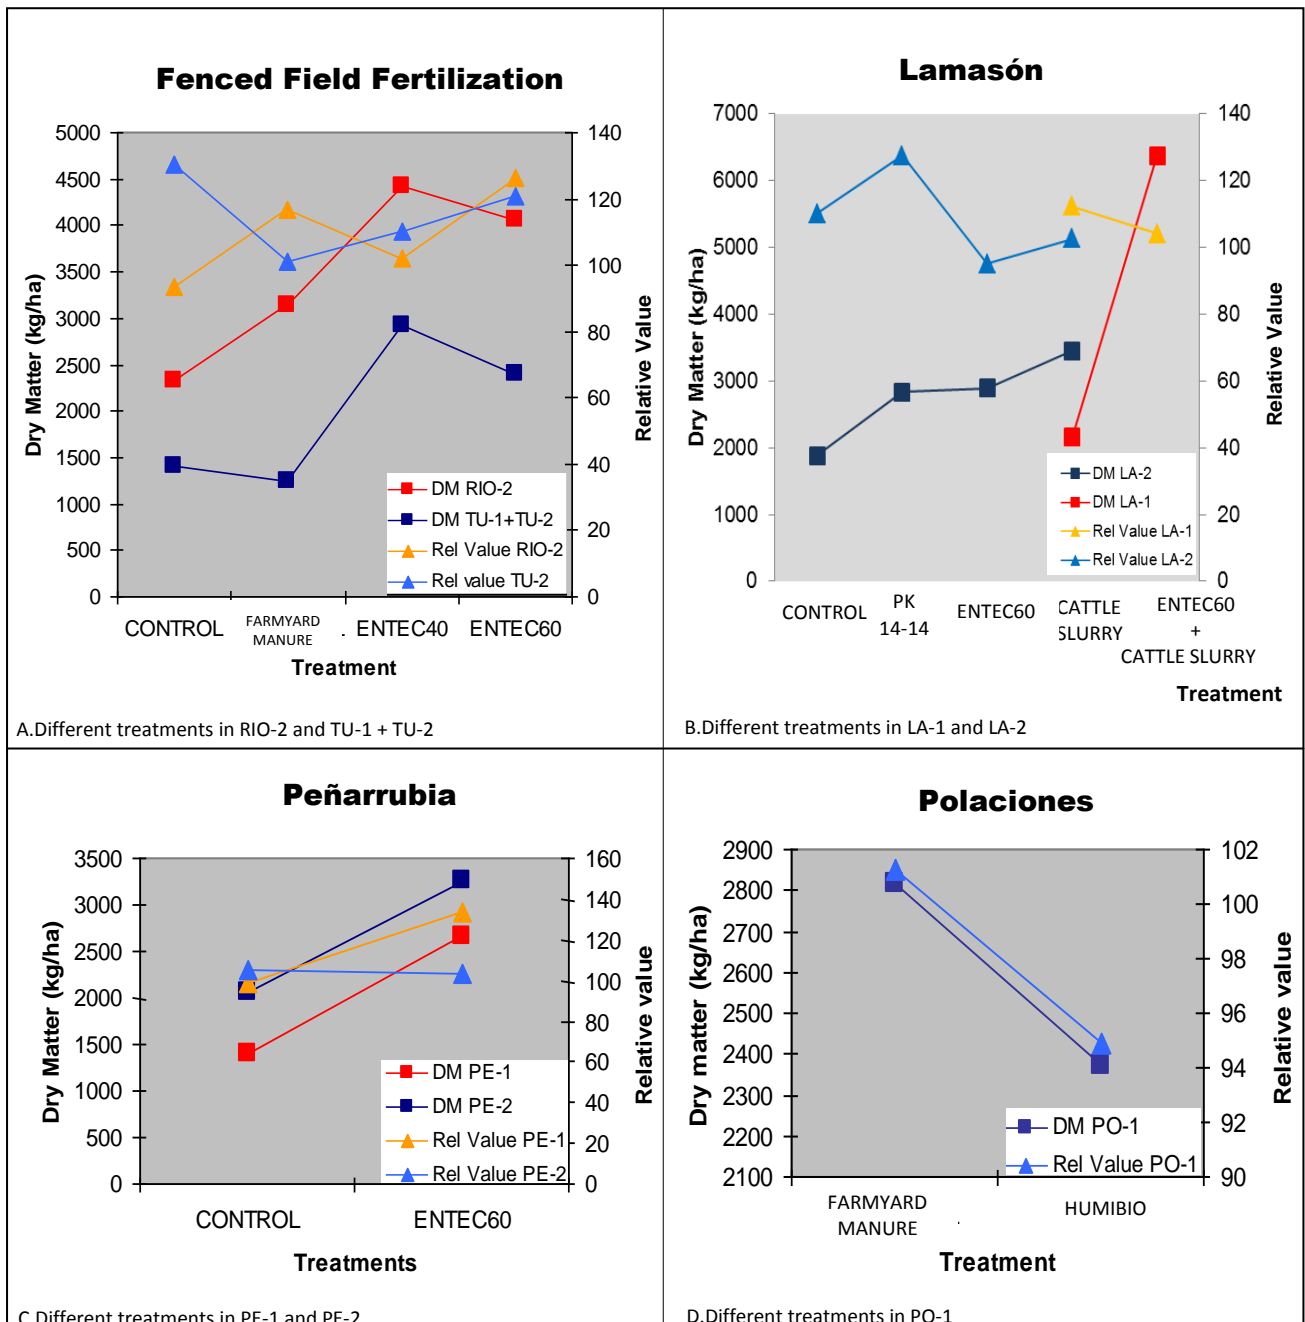 Fenced Field Fertilization
5000
4500
4000
3500
3000
2500
2000
1500
1000
500
0
Dry Matter (kg/ha)
140
120
100
80
60
40
20
0
Relative Value
DM RIO-2
DM TU-1+TU-2
Rel Value RIO-2
Rel value TU-2
CONTROL
FARMYARD
MANURE
.
ENTEC40
ENTEC60
Treatment
A.Different treatments in RIO-2 and TU-1 + TU-2
Lamasón
7000
6000
5000
4000
3000
2000
1000
0
Dry Matter (kg/ha)
140
120
100
80
60
40
20
0
Relative Value
DM LA-2
DM LA-1
Rel Value LA-1
Rel Value LA-2
CONTROL
PK
14-14
ENTEC60
CATTLE
SLURRY
ENTEC60
+
CATTLE SLURRY
Treatment
B.Different treatments in LA-1 and LA-2
Peñarrubia
3500
3000
2500
2000
1500
1000
500
0
Dry Matter (kg/ha)
160
140
120
100
80
60
40
20
0
Relative value
DM PE-1
DM PE-2
Rel Value PE-1
Rel Value PE-2
CONTROL
ENTEC60
Treatments
C.Different treatments in PE-1 and PE-2
Polaciones
2900
2800
2700
2600
2500
2400
2300
2200
2100
Dry matter (kg/ha)
102
100
98
96
94
92
90
Relative value
DM PO-1
Rel Value PO-1
FARMYARD
MANURE
.
HUMIBIO
Treatment
D.Different treatments in PO-1